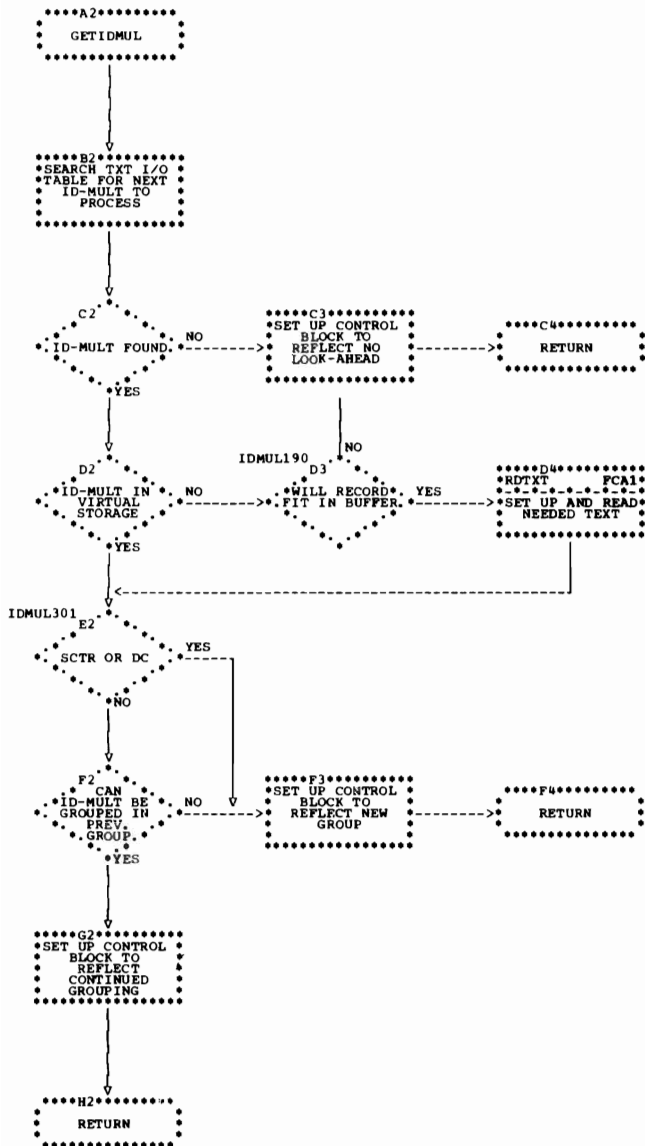 A2
GETIDMUL
B2
SEARCH TXT I/O
TABLE FOR NEXT
ID-MULT TO
PROCESS
C2
ID-MULT FOUND
NO
YES
C3
SET UP CONTROL
BLOCK TO
REFLECT NO
LOOK-AHEAD
C4
RETURN
D2
ID-MULT IN
VIRTUAL
STORAGE
NO
YES
IDMUL190
D3
WILL RECORD
FIT IN BUFFER
NO
YES
D4
RDTXT FCA1
SET UP AND READ
NEEDED TEXT
IDMUL301
E2
SCTR OR DC
YES
NO
F2
CAN
ID-MULT BE
GROUPED IN
PREV.
GROUP
NO
YES
F3
SET UP CONTROL
BLOCK TO
REFLECT NEW
GROUP
F4
RETURN
G2
SET UP CONTROL
BLOCK TO
REFLECT
CONTINUED
GROUPING
H2
RETURN